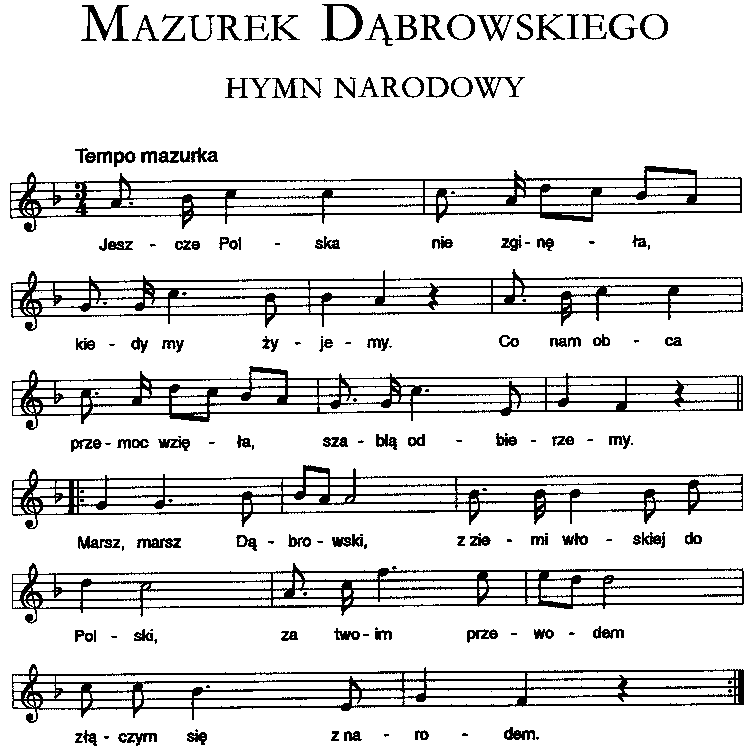 MAZUREK DĄBROWSKIEGO
HYMN NARODOWY
Tempo mazurka
3/4
Jesz - cze Pol - ska nie zgi - nę - ła,
kie - dy my ży - je - my. Co nam ob - ca
prze - moc wzię - ła, sza - blą od - bie - rze - my.
Marsz, marsz Dą - bro - wski, z zie - mi wło - skiej do
Pol - ski, za two - im prze - wo - dem
złą - czym się z na - ro - dem.